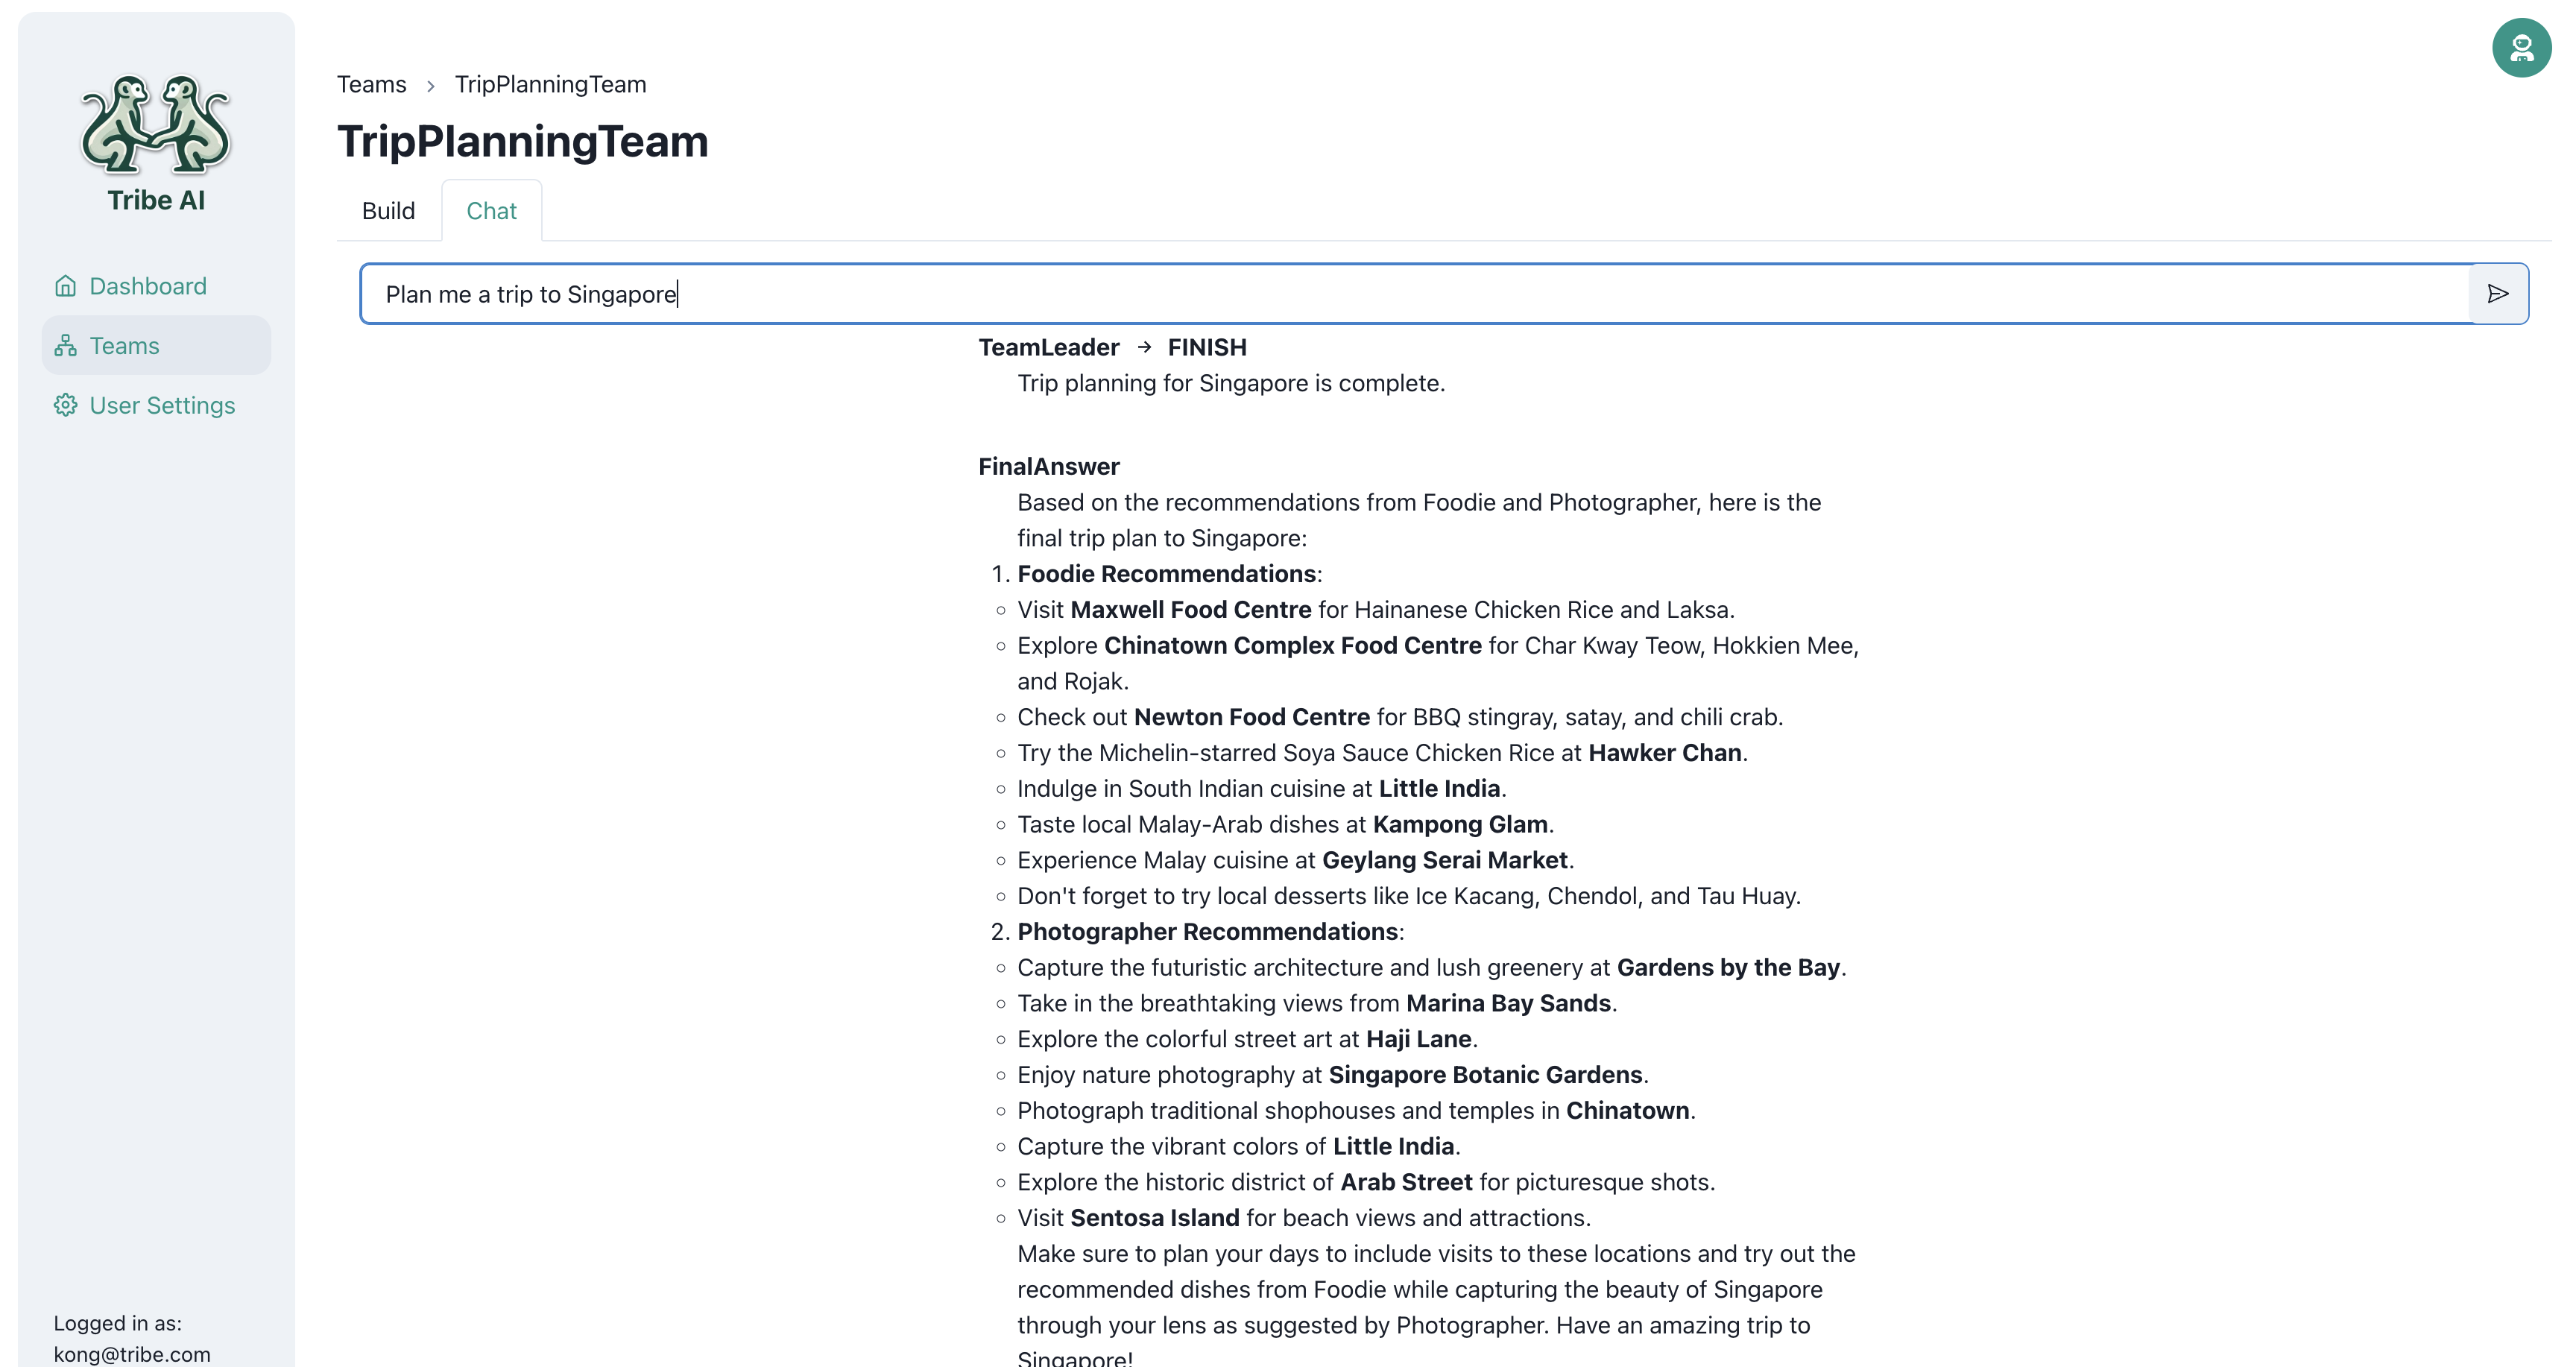 Tribe AI
Dashboard
Teams
User Settings
Logged in as:
kong@tribe.com
Teams > TripPlanningTeam
TripPlanningTeam
Build Chat
Plan me a trip to Singapore
TeamLeader → FINISH
Trip planning for Singapore is complete.
FinalAnswer
Based on the recommendations from Foodie and Photographer, here is the
final trip plan to Singapore:
1. Foodie Recommendations:
◦ Visit Maxwell Food Centre for Hainanese Chicken Rice and Laksa.
◦ Explore Chinatown Complex Food Centre for Char Kway Teow, Hokkien Mee,
and Rojak.
◦ Check out Newton Food Centre for BBQ stingray, satay, and chili crab.
◦ Try the Michelin-starred Soya Sauce Chicken Rice at Hawker Chan.
◦ Indulge in South Indian cuisine at Little India.
◦ Taste local Malay-Arab dishes at Kampong Glam.
◦ Experience Malay cuisine at Geylang Serai Market.
◦ Don't forget to try local desserts like Ice Kacang, Chendol, and Tau Huay.
2. Photographer Recommendations:
◦ Capture the futuristic architecture and lush greenery at Gardens by the Bay.
◦ Take in the breathtaking views from Marina Bay Sands.
◦ Explore the colorful street art at Haji Lane.
◦ Enjoy nature photography at Singapore Botanic Gardens.
◦ Photograph traditional shophouses and temples in Chinatown.
◦ Capture the vibrant colors of Little India.
◦ Explore the historic district of Arab Street for picturesque shots.
◦ Visit Sentosa Island for beach views and attractions.
Make sure to plan your days to include visits to these locations and try out the
recommended dishes from Foodie while capturing the beauty of Singapore
through your lens as suggested by Photographer. Have an amazing trip to
Singapore!